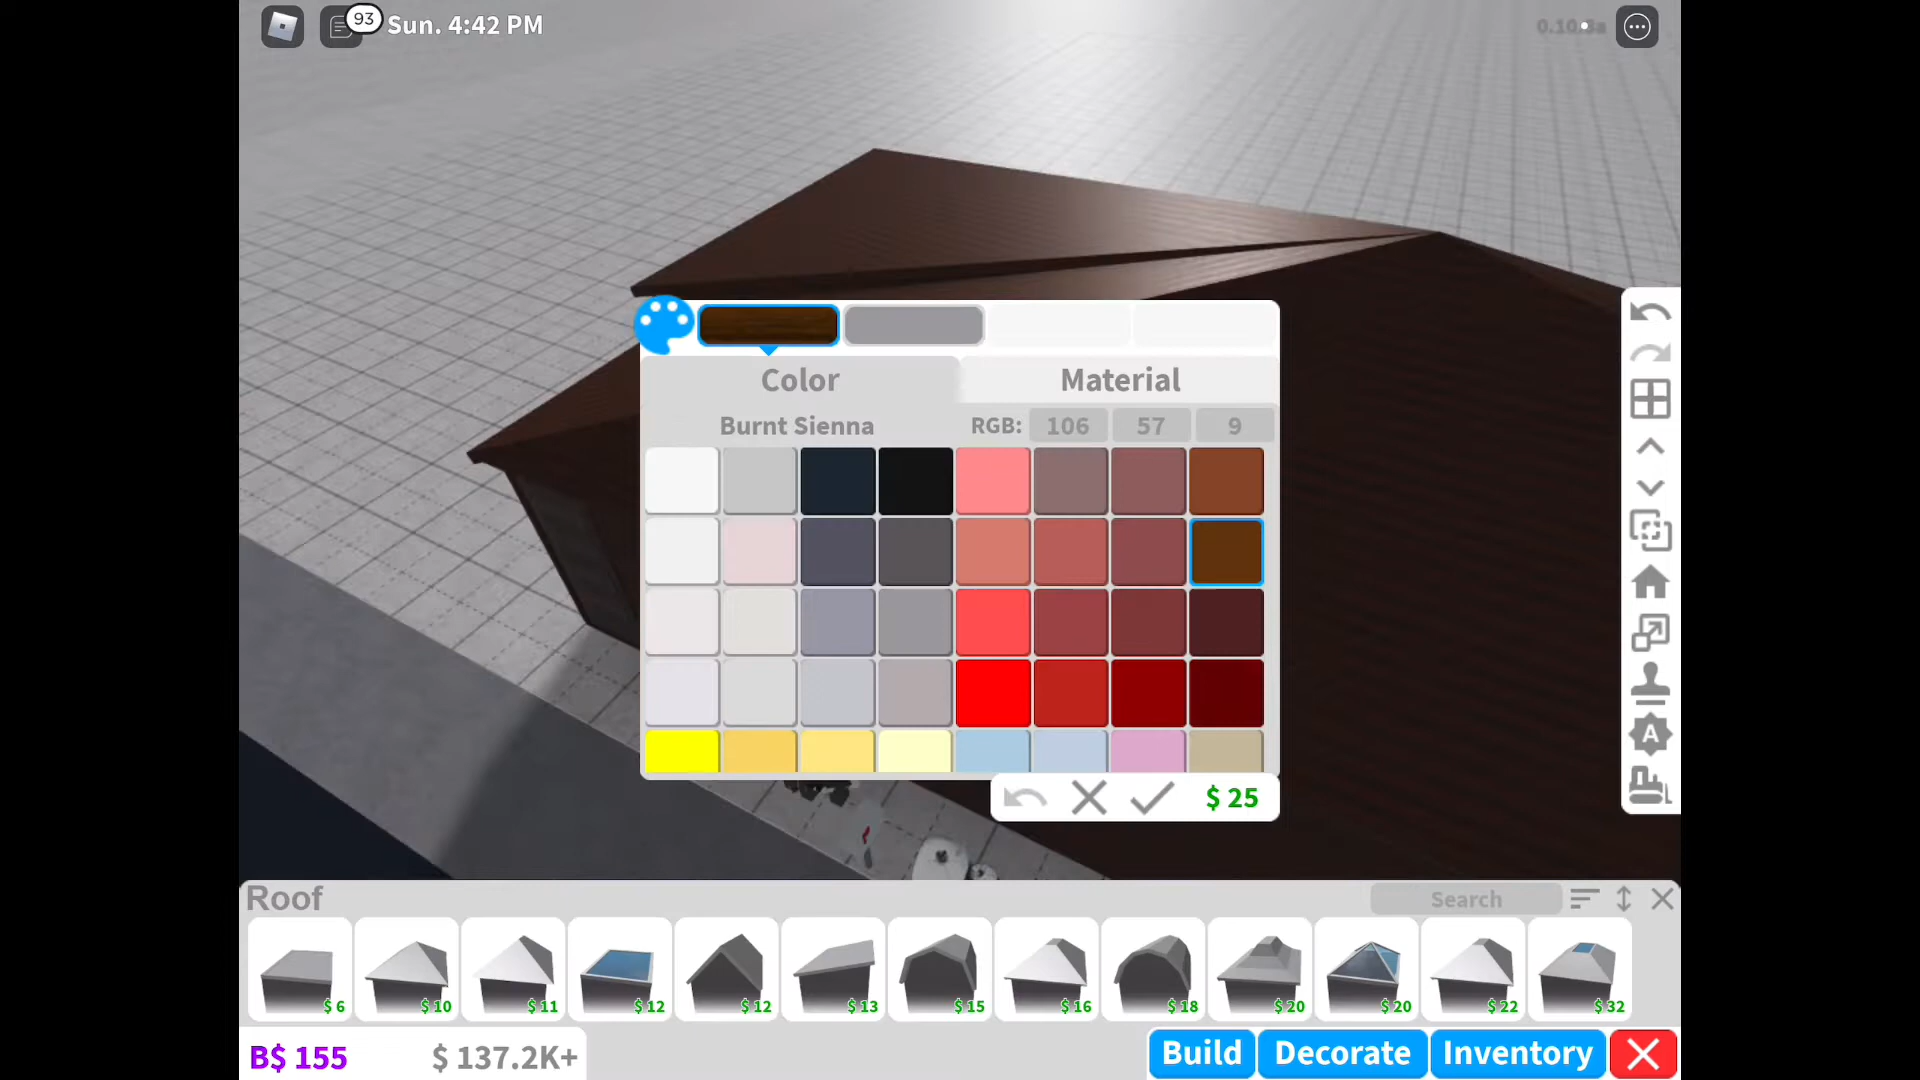 93 Sun. 4:42 PM
Color Material
Burnt Sienna RGB: 106 57 9
$ 25
Roof Search
$ 6 $ 10 $ 11 $ 12 $ 12 $ 13 $ 15 $ 16 $ 18 $ 20 $ 20 $ 22 $ 32
B$ 155 $ 137.2K+ Build Decorate Inventory
A